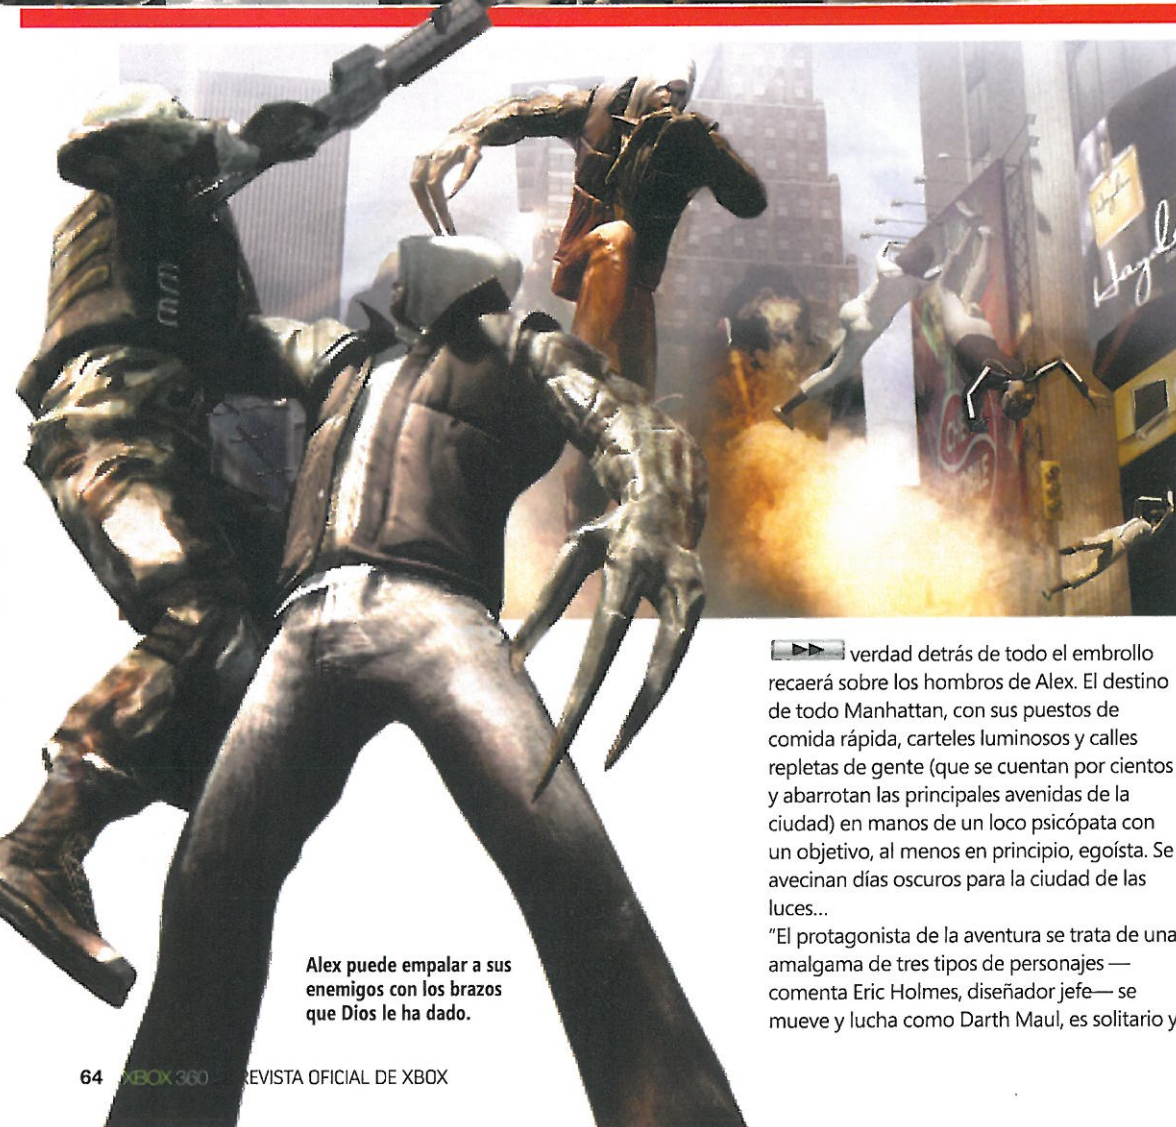 verdad detrás de todo el embrollo
recaerá sobre los hombros de Alex. El destino
de todo Manhattan, con sus puestos de
comida rápida, carteles luminosos y calles
repletas de gente (que se cuentan por cientos
y abarrotan las principales avenidas de la
ciudad) en manos de un loco psicópata con
un objetivo, al menos en principio, egoísta. Se
avecinan días oscuros para la ciudad de las
luces...
"El protagonista de la aventura se trata de una
amalgama de tres tipos de personajes —
comenta Eric Holmes, diseñador jefe— se
mueve y lucha como Darth Maul, es solitario y
Alex puede empalar a sus
enemigos con los brazos
que Dios le ha dado.
64 XBOX 360 REVISTA OFICIAL DE XBOX